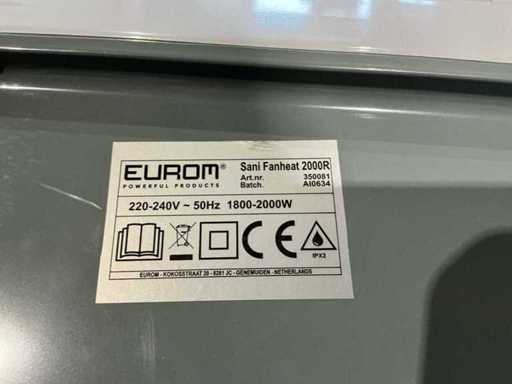 EUROM®
POWERFUL PRODUCTS
Sani Fanheat 2000R
Art.nr. 350081
Batch. AI0634
220-240V ~ 50Hz 1800-2000W
CE
IPX2
EUROM - KOKOSSTRAAT 20 - 8281 JC - GENEMUIDEN - NETHERLANDS